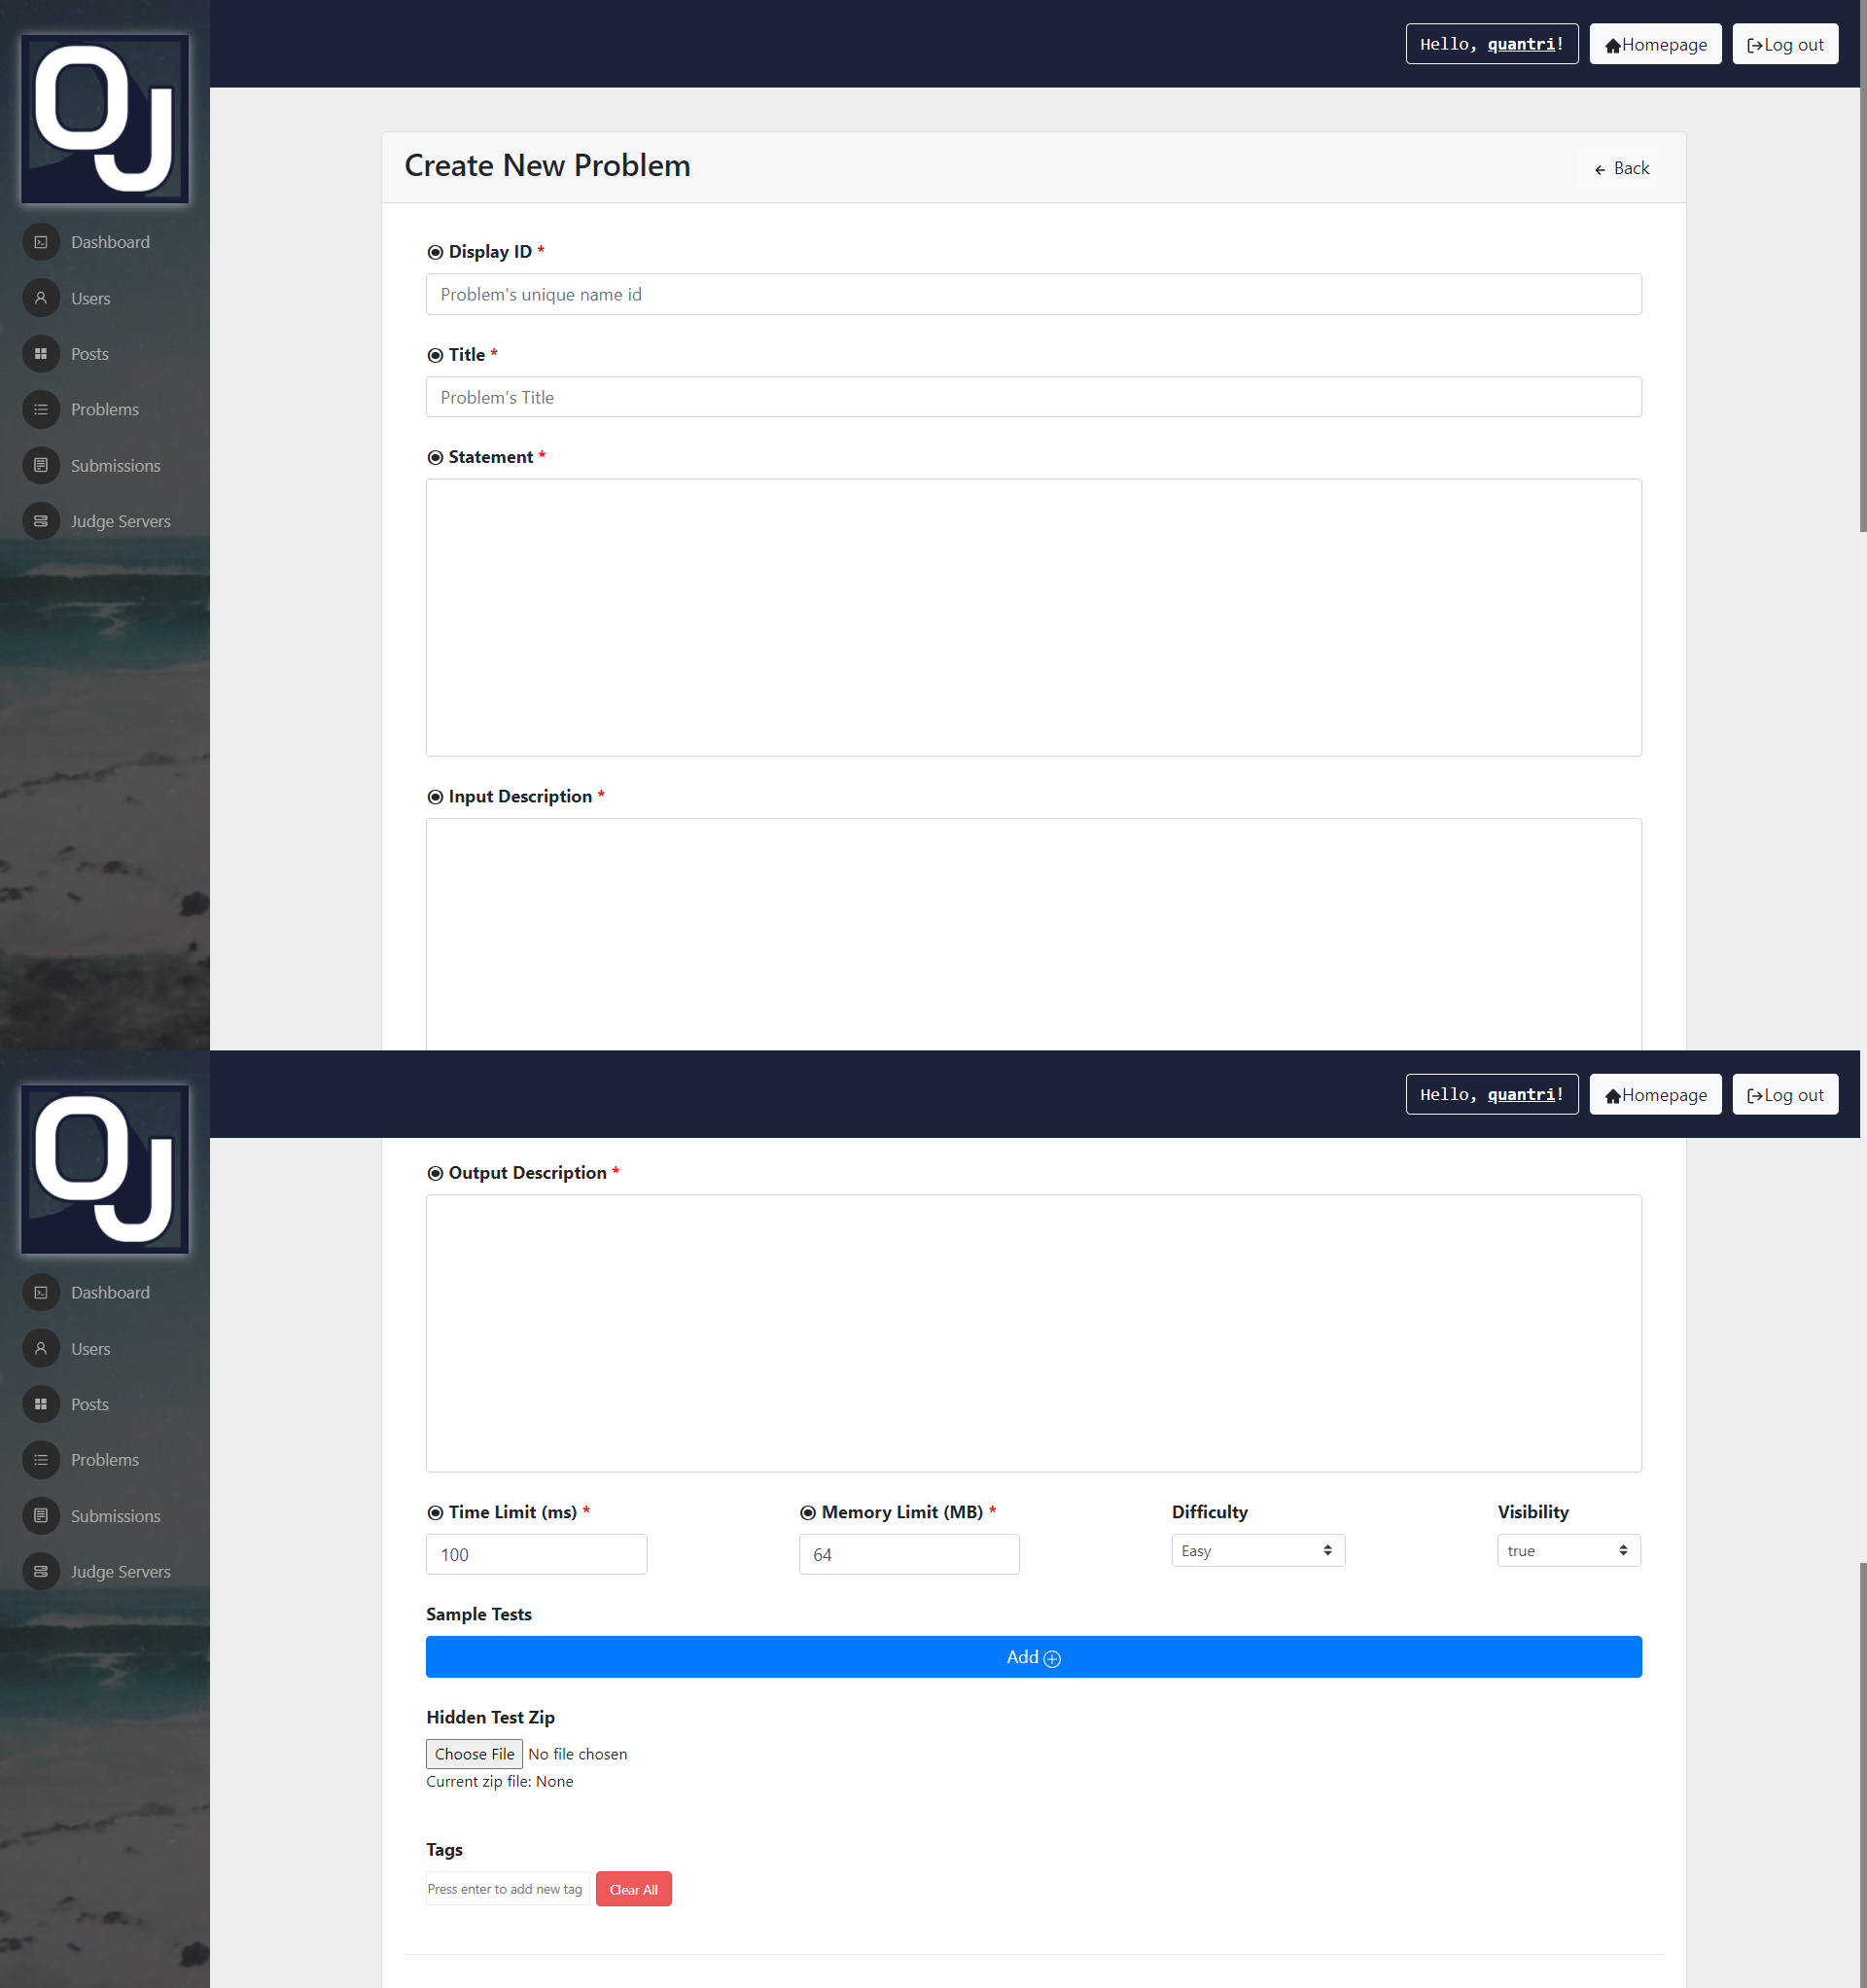 OJ
Hello, quantri!
Homepage
Log out
Dashboard
Users
Posts
Problems
Submissions
Judge Servers
Create New Problem
Back
Display ID *
Problem's unique name id
Title *
Problem's Title
Statement *
Input Description *
OJ
Hello, quantri!
Homepage
Log out
Dashboard
Users
Posts
Problems
Submissions
Judge Servers
Output Description *
Time Limit (ms) *
Memory Limit (MB) *
Difficulty
Visibility
100
64
Easy
true
Sample Tests
Add
Hidden Test Zip
Choose File No file chosen
Current zip file: None
Tags
Press enter to add new tag
Clear All